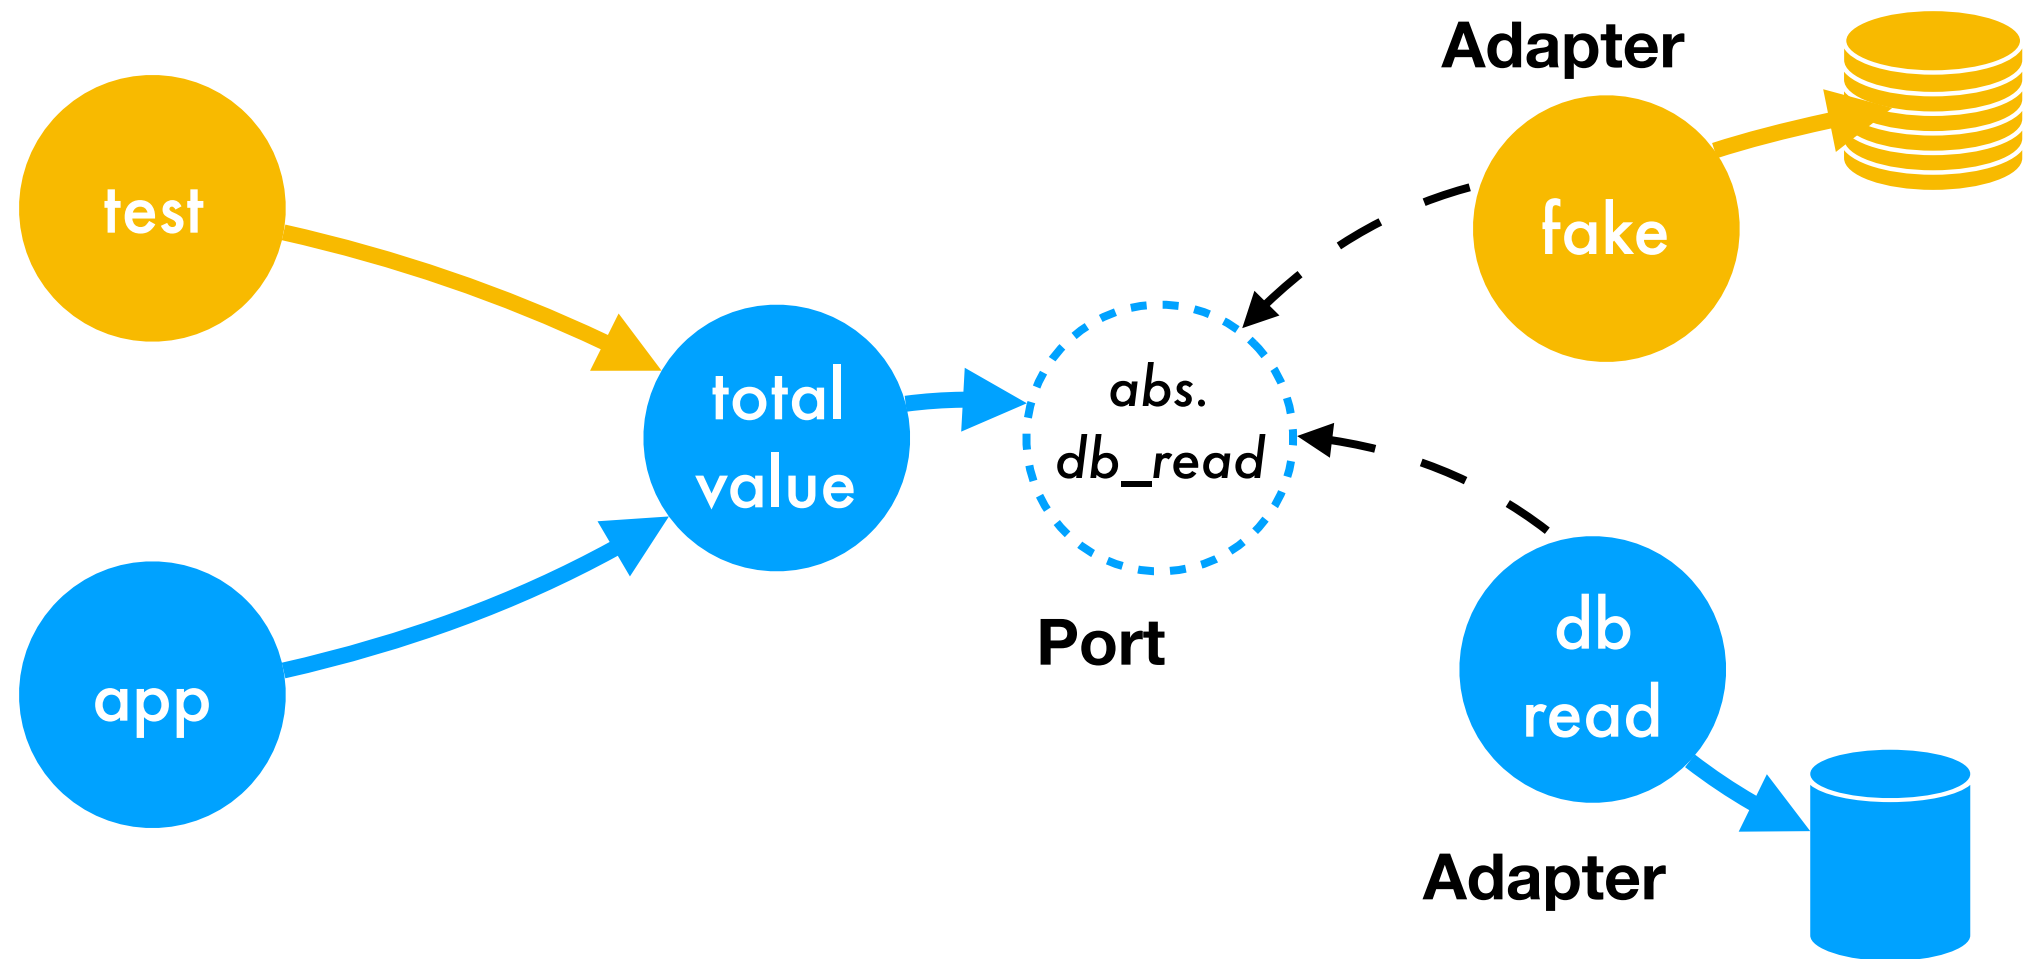 Adapter
test
fake
total
value
abs.
db_read
Port
app
db
read
Adapter